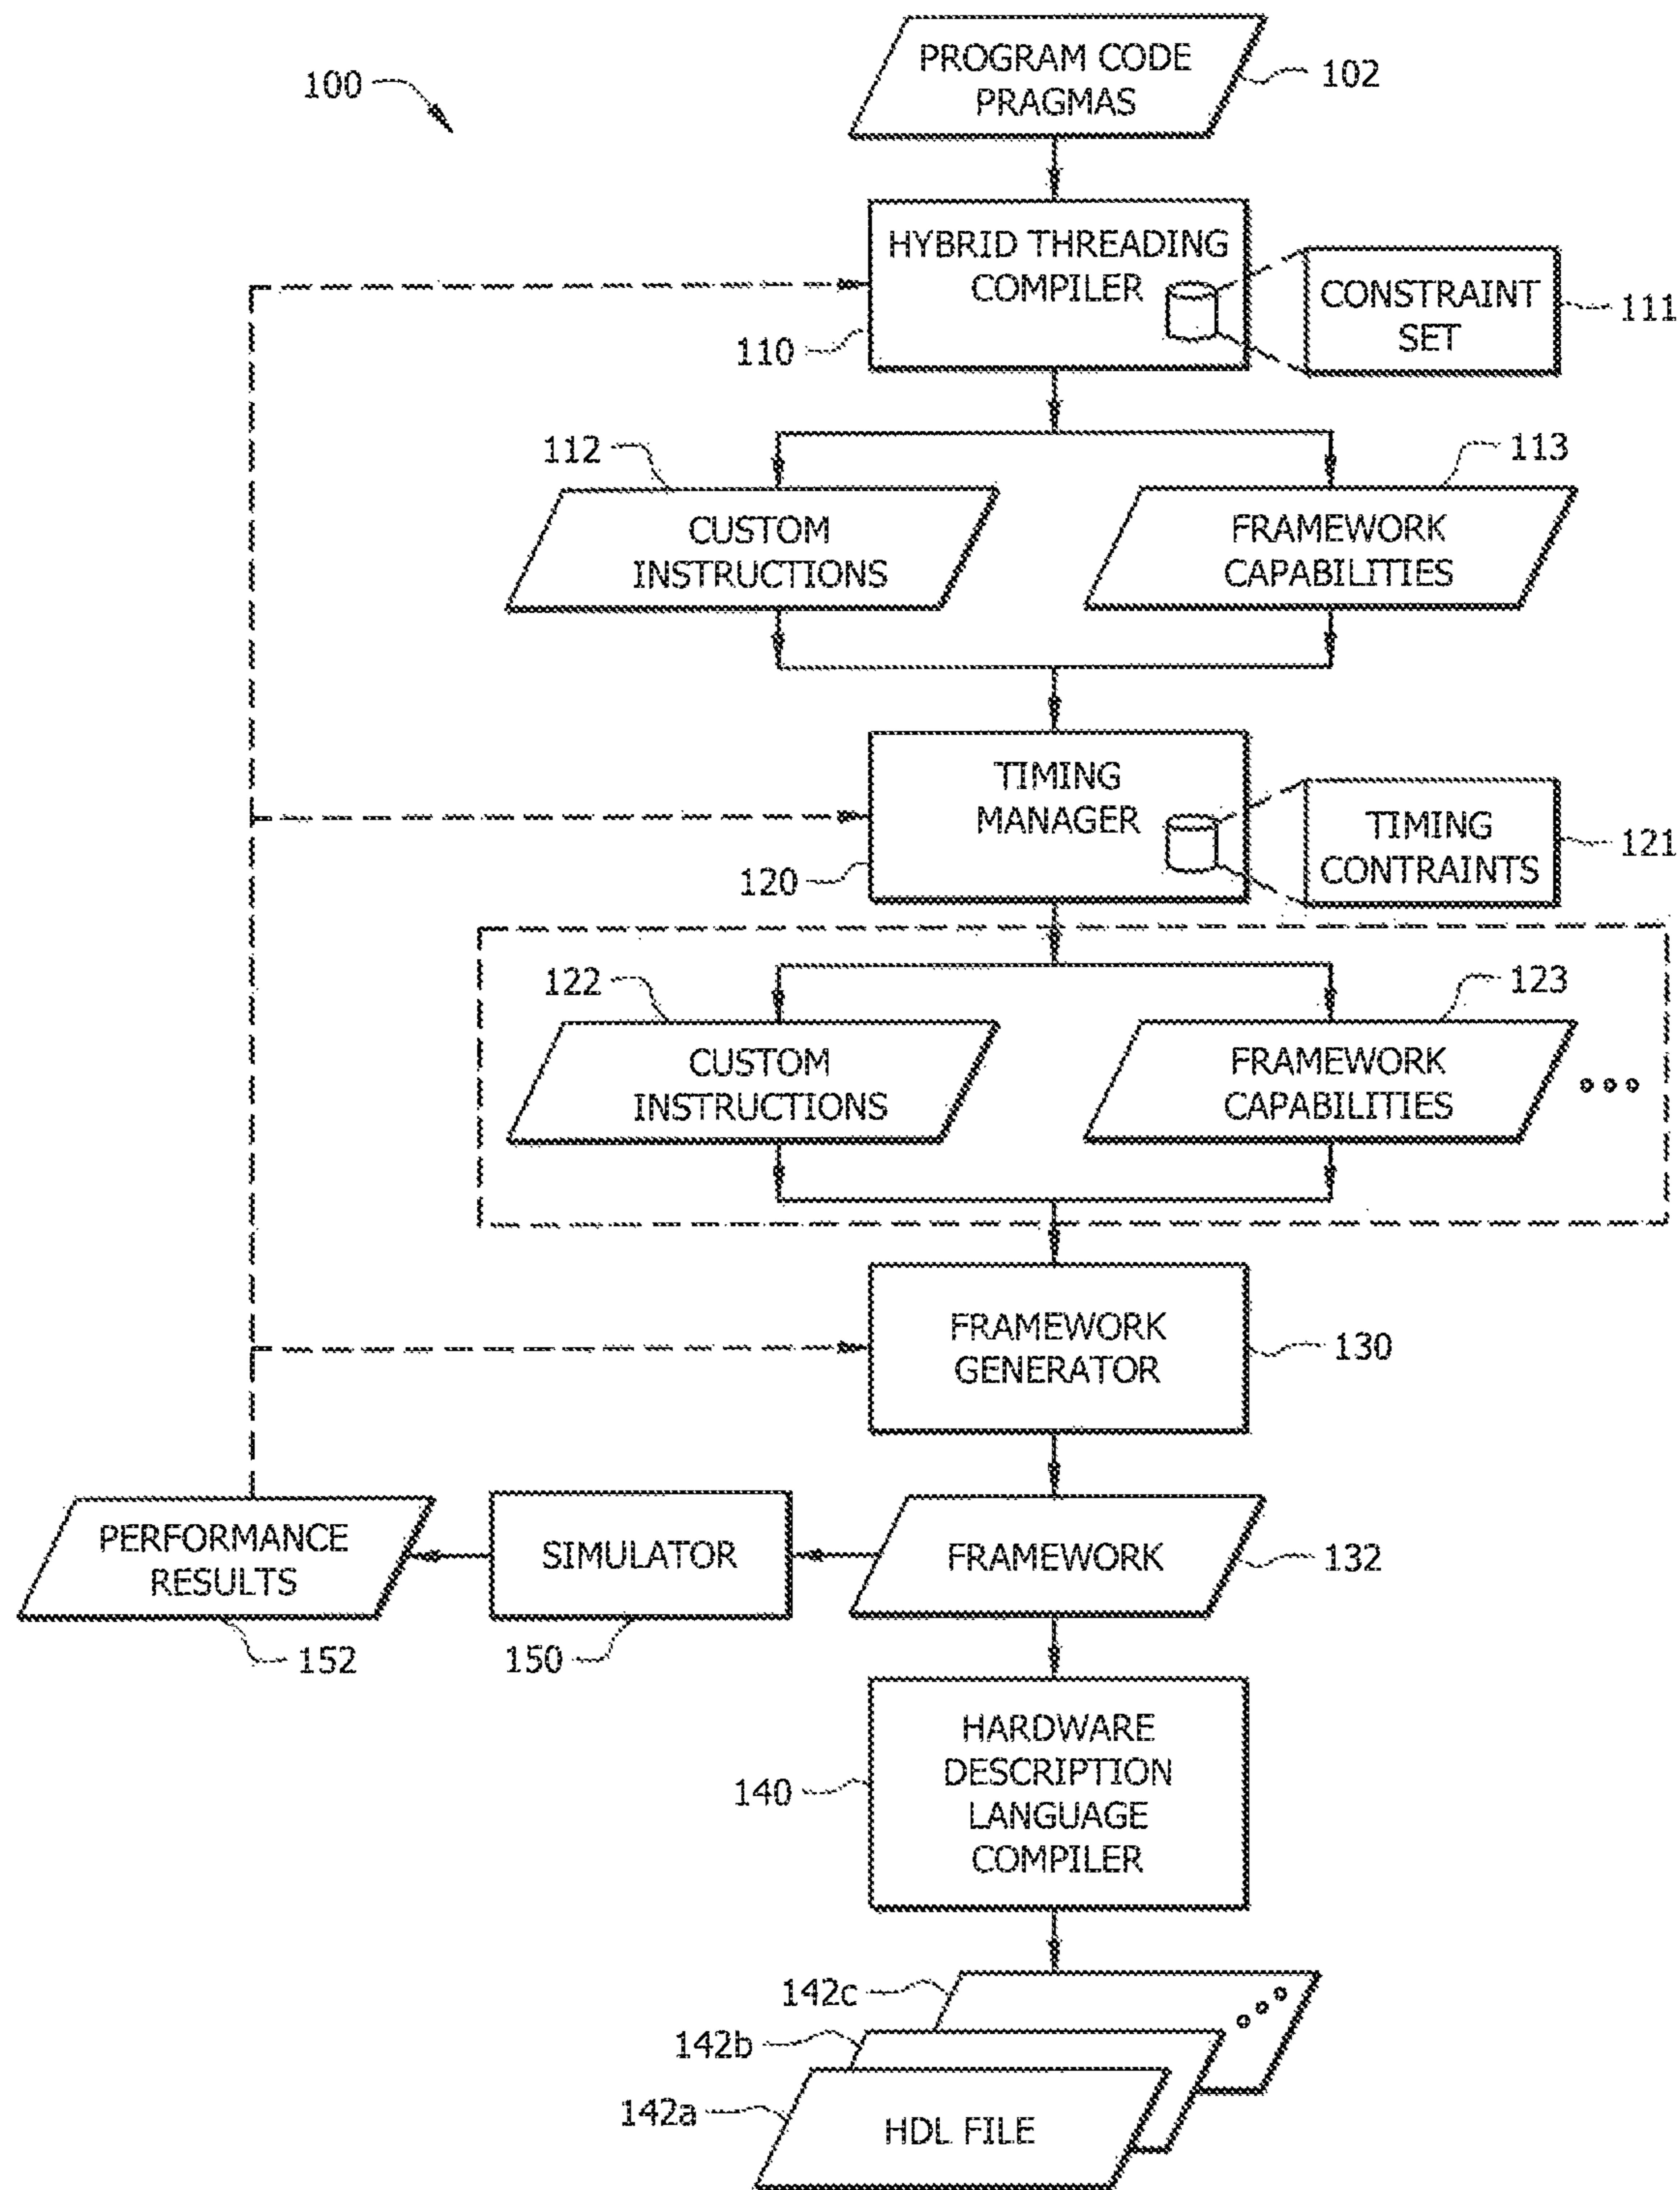 100
PROGRAM CODE
PRAGMAS
102
HYBRID THREADING
COMPILER
110
CONSTRAINT
SET
111
112
CUSTOM
INSTRUCTIONS
113
FRAMEWORK
CAPABILITIES
TIMING
MANAGER
120
TIMING
CONTRAINTS
121
122
CUSTOM
INSTRUCTIONS
123
FRAMEWORK
CAPABILITIES
FRAMEWORK
GENERATOR
130
PERFORMANCE
RESULTS
152
SIMULATOR
150
FRAMEWORK
132
HARDWARE
DESCRIPTION
LANGUAGE
COMPILER
140
142c
142b
142a
HDL FILE